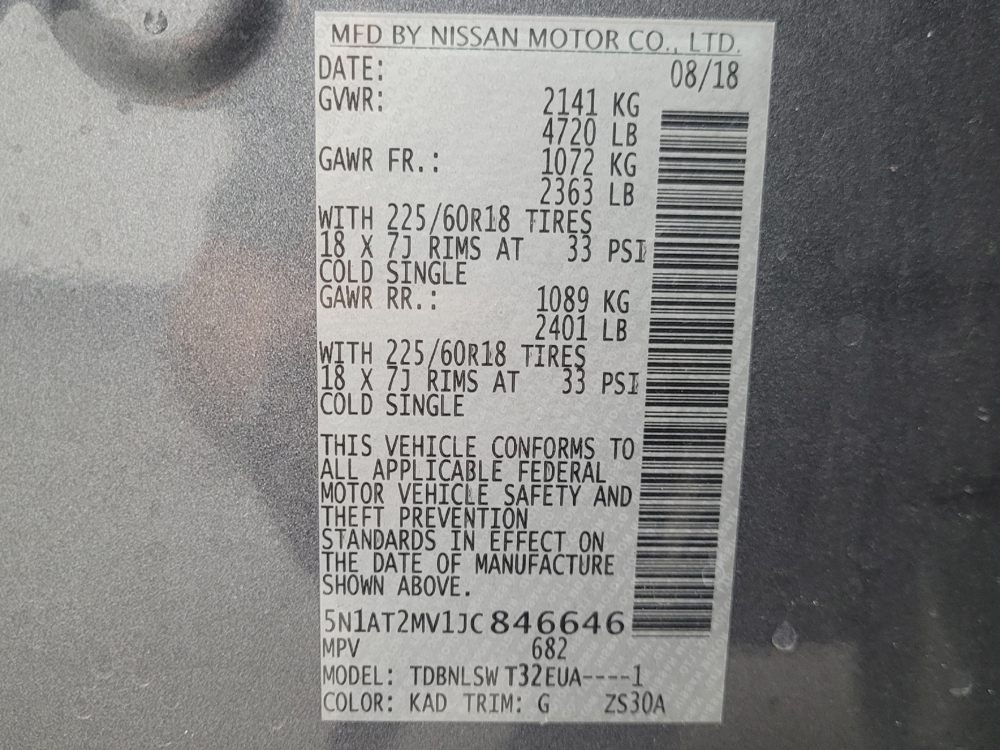 MFD BY NISSAN MOTOR CO., LTD.
DATE: 08/18
GVWR: 2141 KG
4720 LB
GAWR FR.: 1072 KG
2363 LB
WITH 225/60R18 TIRES
18 X 7J RIMS AT 33 PSI
COLD SINGLE
GAWR RR.: 1089 KG
2401 LB
WITH 225/60R18 TIRES
18 X 7J RIMS AT 33 PSI
COLD SINGLE
THIS VEHICLE CONFORMS TO
ALL APPLICABLE FEDERAL
MOTOR VEHICLE SAFETY AND
THEFT PREVENTION
STANDARDS IN EFFECT ON
THE DATE OF MANUFACTURE
SHOWN ABOVE.
5N1AT2MV1JC846646
MPV 682
MODEL: TDBNLSW T32EUA----1
COLOR: KAD TRIM: G ZS30A